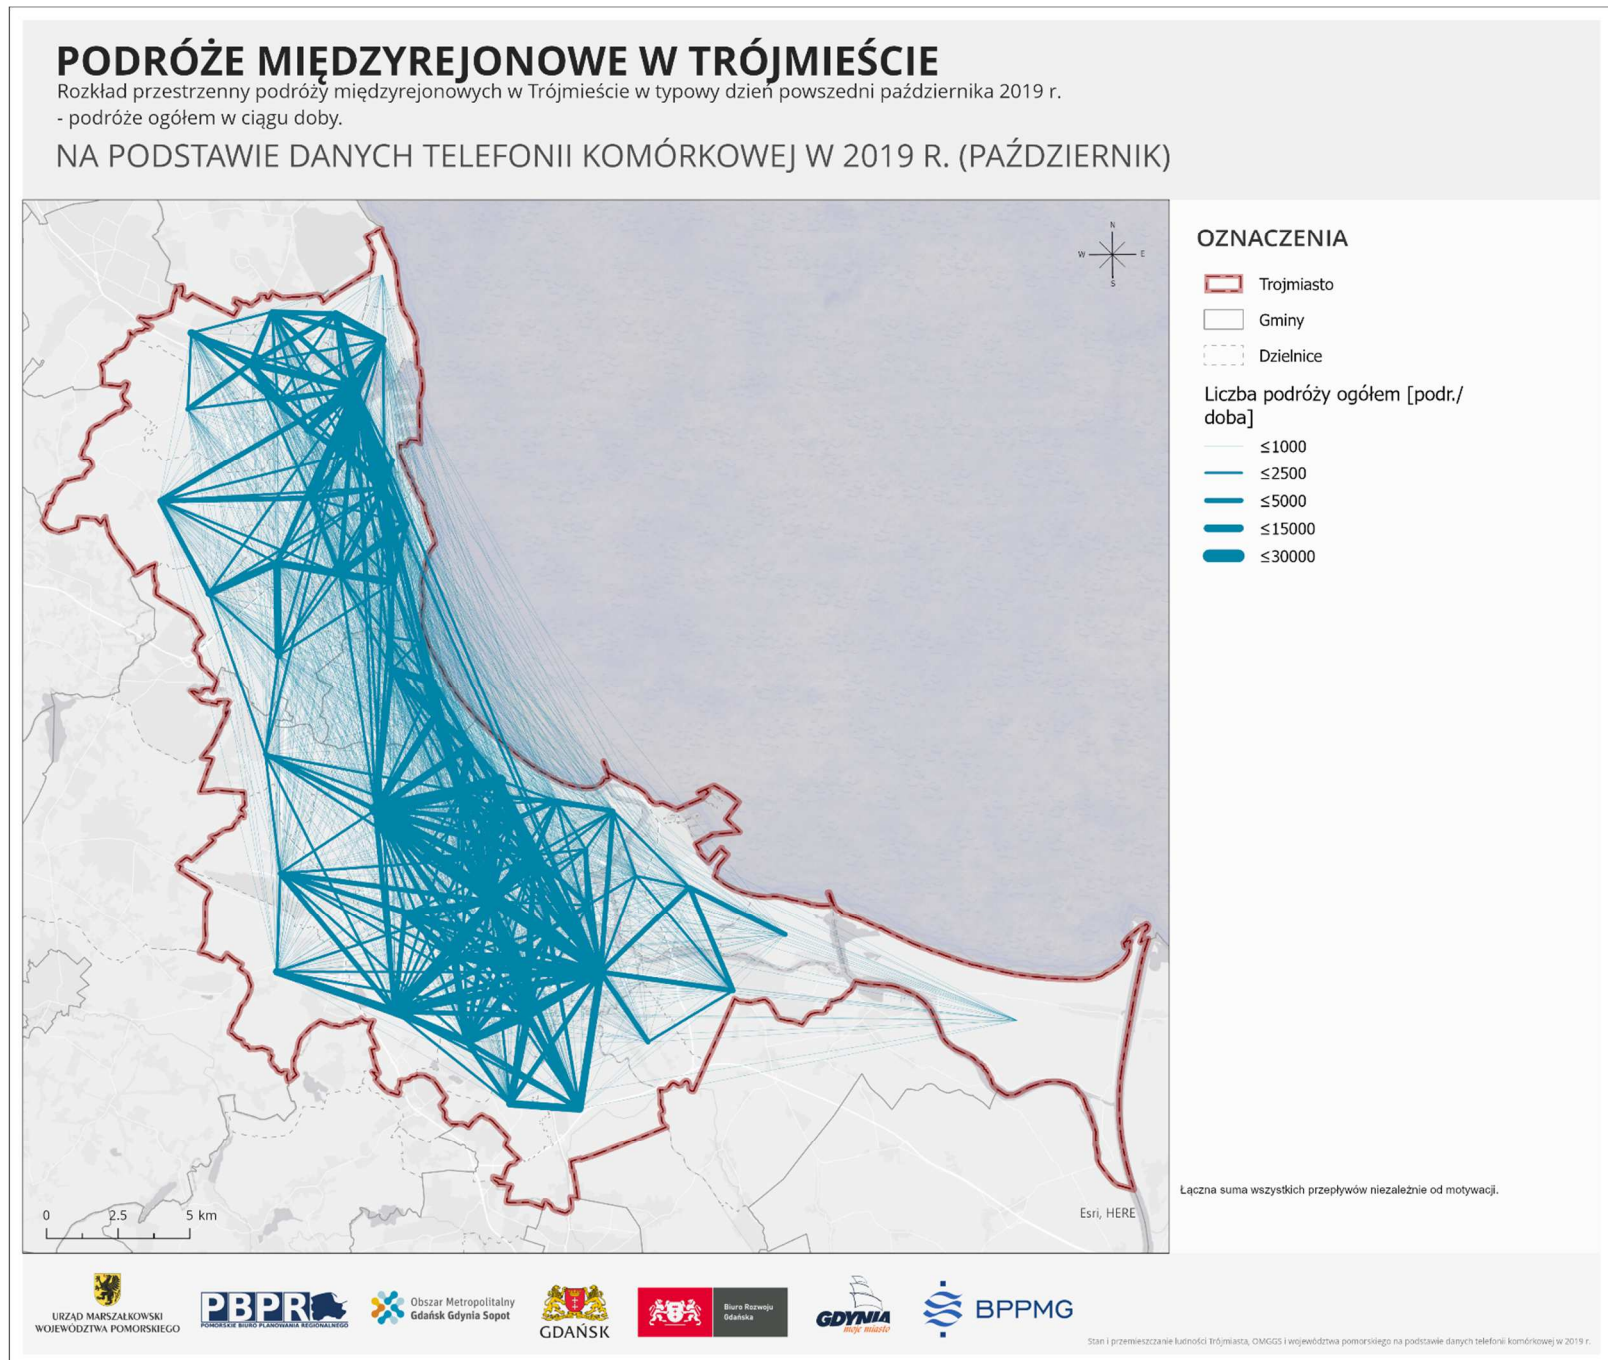 PODRÓŻE MIĘDZYREJONOWE W TRÓJMIEŚCIE
Rozkład przestrzenny podróży międzyrejonowych w Trójmieście w typowy dzień powszedni października 2019 r.
- podróże ogółem w ciągu doby.
NA PODSTAWIE DANYCH TELEFONII KOMÓRKOWEJ W 2019 R. (PAŹDZIERNIK)
N
W E
S
OZNACZENIA
Trojmiasto
Gminy
Dzielnice
Liczba podróży ogółem [podr./
doba]
≤1000
≤2500
≤5000
≤15000
≤30000
Łączna suma wszystkich przepływów niezależnie od motywacji.
0 2.5 5 km
Esri, HERE
URZĄD MARSZAŁKOWSKI
WOJEWÓDZTWA POMORSKIEGO
PBPR
POMORSKIE BIURO PLANOWANIA REGIONALNEGO
Obszar Metropolitalny
Gdańsk Gdynia Sopot
GDAŃSK
Biuro Rozwoju
Gdańska
GDYNIA
moje miasto
BPPMG
Stan i przemieszczanie ludności Trójmiasta, OMGGS i województwa pomorskiego na podstawie danych telefonii komórkowej w 2019 r.